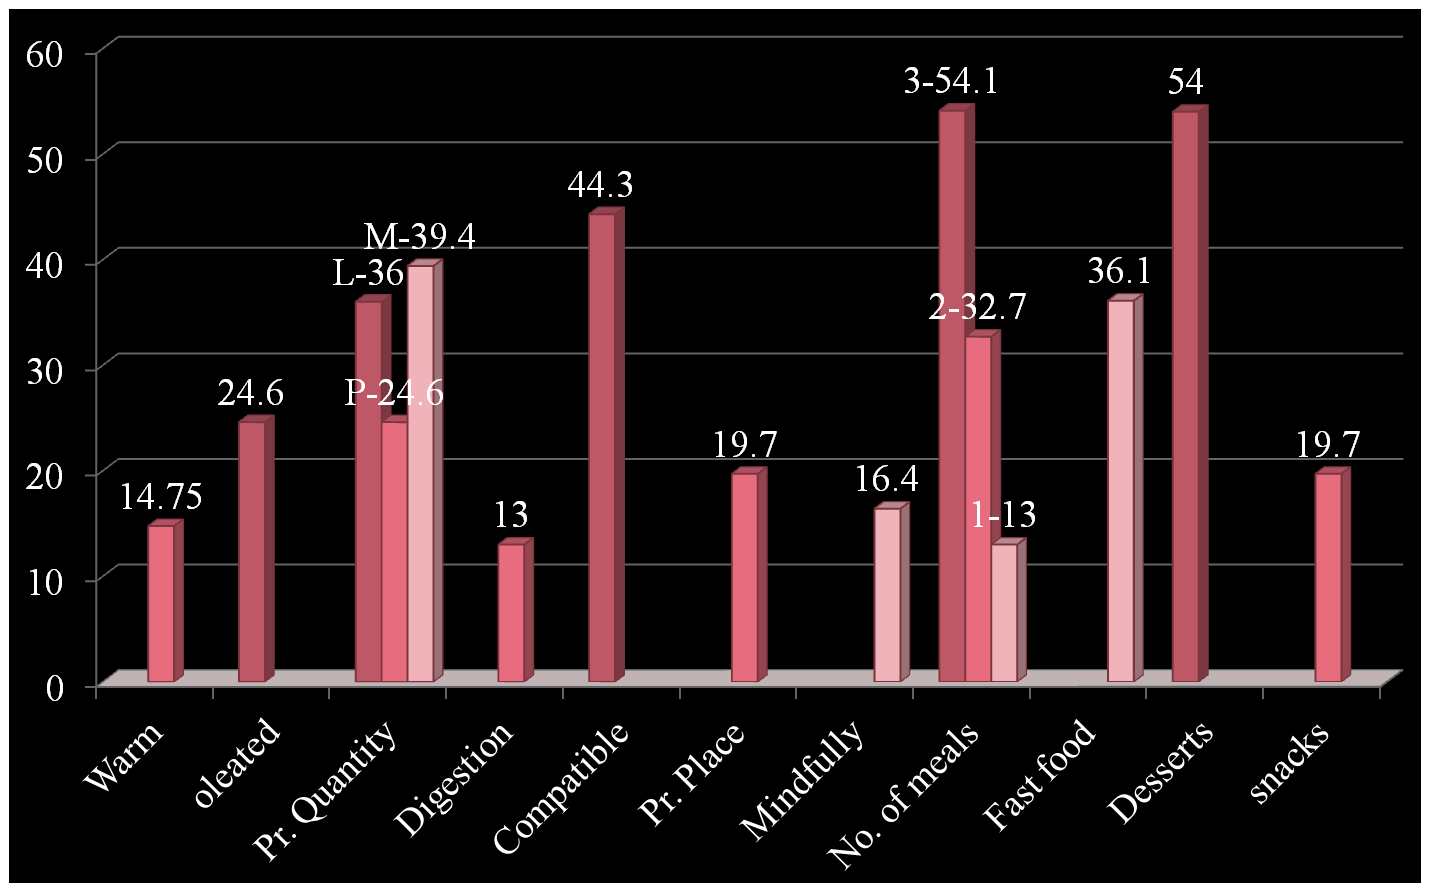 60
50
40
30
20
10
0
14.75
24.6
L-36
P-24.6
M-39.4
13
44.3
19.7
16.4
3-54.1
2-32.7
1-13
36.1
54
19.7
Warm
oleated
Pr. Quantity
Digestion
Compatible
Pr. Place
Mindfully
No. of meals
Fast food
Desserts
snacks